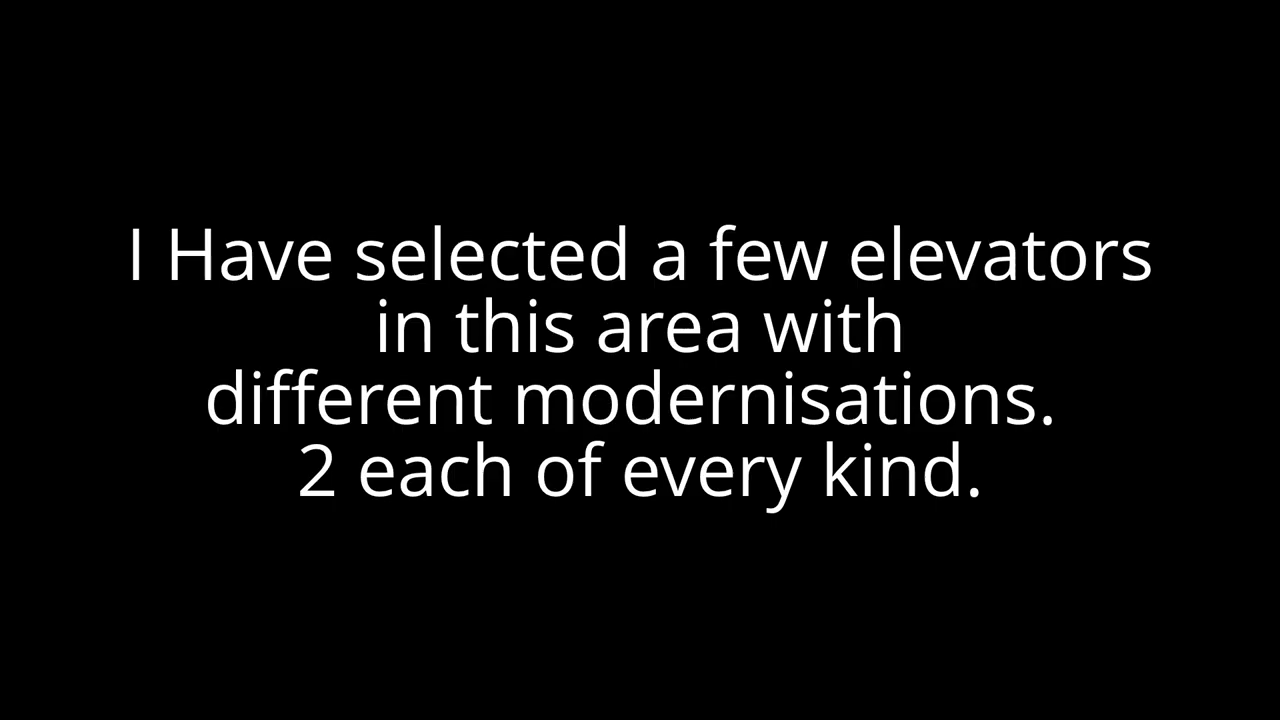 I Have selected a few elevators
in this area with
different modernisations.
2 each of every kind.